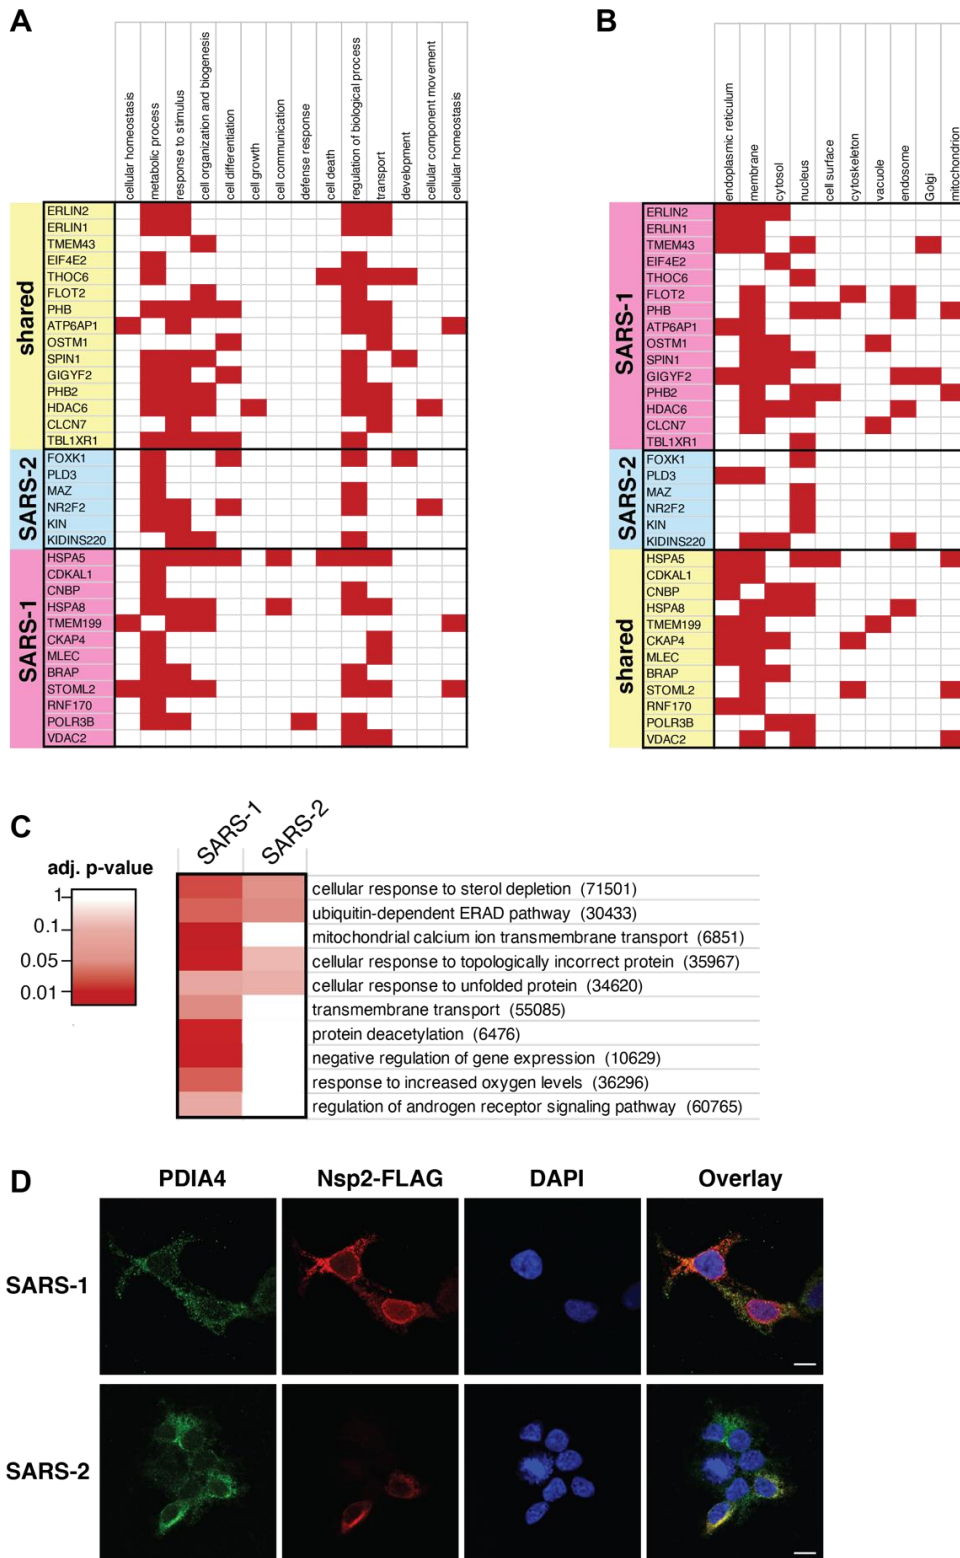 A
cellular homeostasis
metabolic process
response to stimulus
cell organization and biogenesis
cell differentiation
cell growth
cell communication
defense response
cell death
regulation of biological process
transport
development
cellular component movement
cellular homeostasis
shared
ERLIN2
ERLIN1
TMEM43
EIF4E2
THOC6
FLOT2
PHB
ATP6AP1
OSTM1
SPIN1
GIGYF2
PHB2
HDAC6
CLCN7
TBL1XR1
SARS-2
FOXK1
PLD3
MAZ
NR2F2
KIN
KIDINS220
SARS-1
HSPA5
CDKAL1
CNBP
HSPA8
TMEM199
CKAP4
MLEC
BRAP
STOML2
RNF170
POLR3B
VDAC2
B
endoplasmic reticulum
membrane
cytosol
nucleus
cell surface
cytoskeleton
vacuole
endosome
Golgi
mitochondrion
SARS-1
ERLIN2
ERLIN1
TMEM43
EIF4E2
THOC6
FLOT2
PHB
ATP6AP1
OSTM1
SPIN1
GIGYF2
PHB2
HDAC6
CLCN7
TBL1XR1
SARS-2
FOXK1
PLD3
MAZ
NR2F2
KIN
KIDINS220
shared
HSPA5
CDKAL1
CNBP
HSPA8
TMEM199
CKAP4
MLEC
BRAP
STOML2
RNF170
POLR3B
VDAC2
C
adj. p-value
1
0.1
0.05
0.01
SARS-1
SARS-2
cellular response to sterol depletion (71501)
ubiquitin-dependent ERAD pathway (30433)
mitochondrial calcium ion transmembrane transport (6851)
cellular response to topologically incorrect protein (35967)
cellular response to unfolded protein (34620)
transmembrane transport (55085)
protein deacetylation (6476)
negative regulation of gene expression (10629)
response to increased oxygen levels (36296)
regulation of androgen receptor signaling pathway (60765)
D
PDIA4 Nsp2-FLAG DAPI Overlay
SARS-1
SARS-2